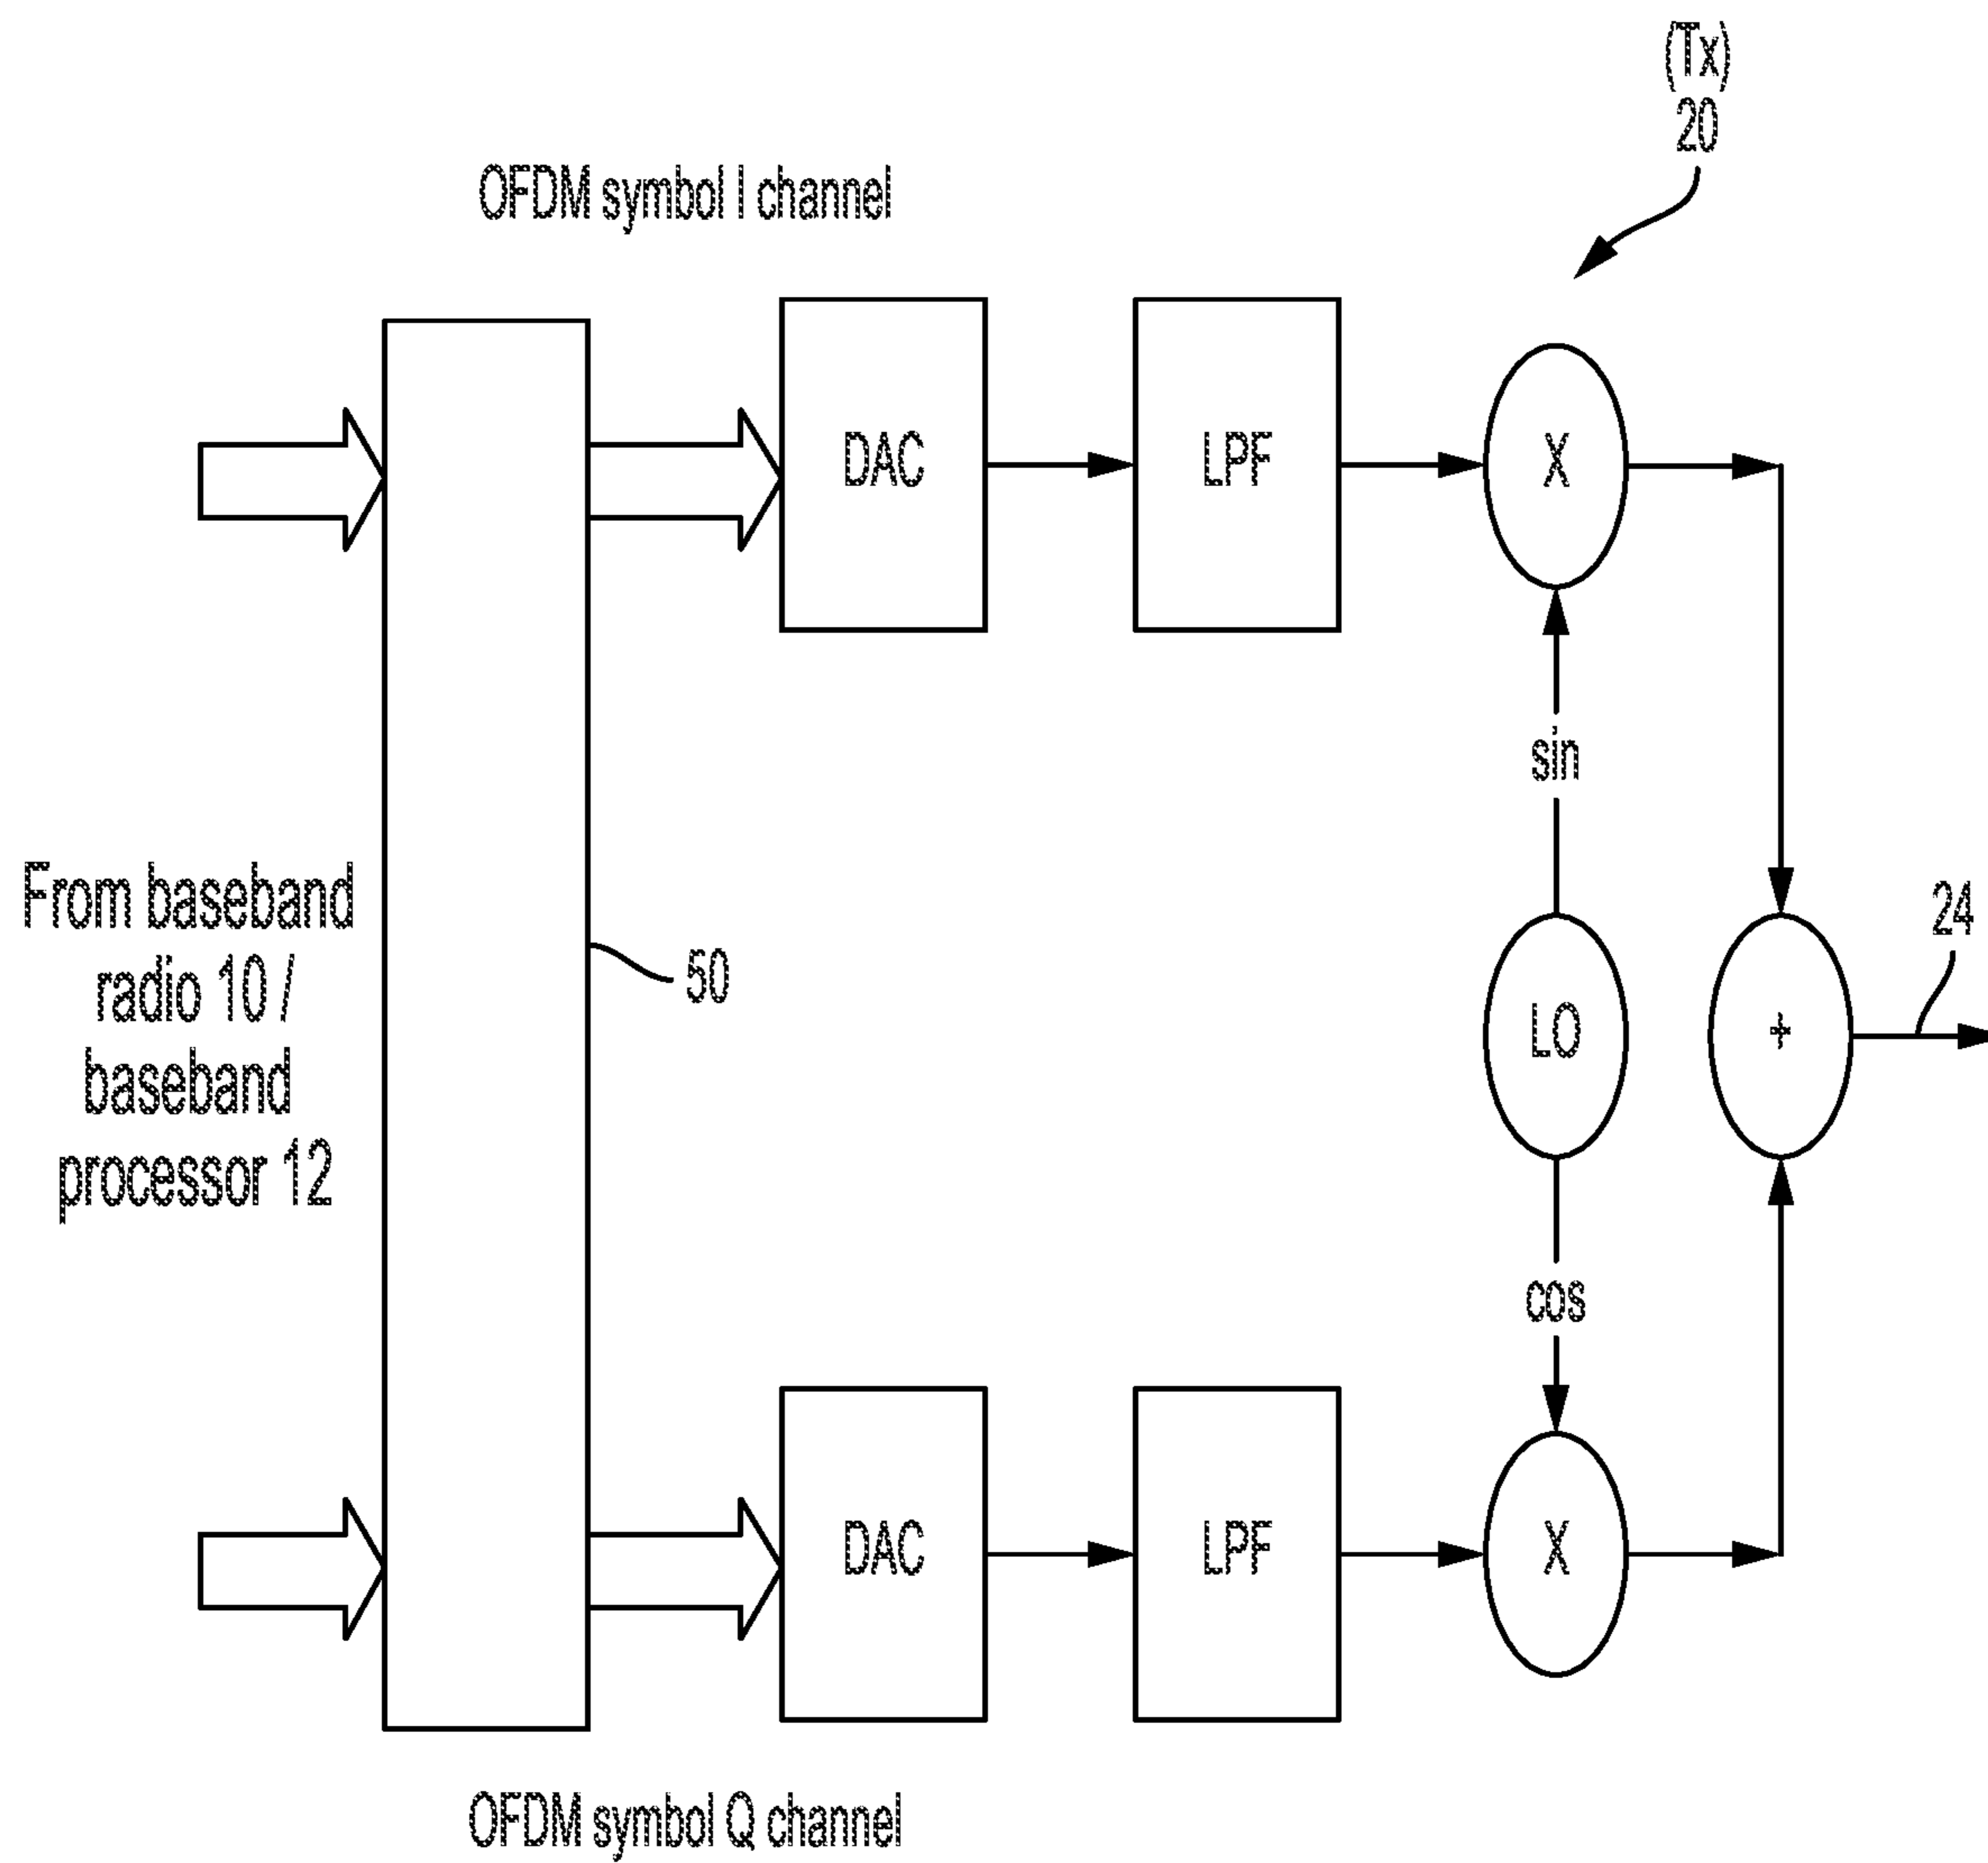 (Tx)
20
OFDM symbol I channel
DAC
LPF
X
sin
From baseband
radio 10 /
baseband
processor 12
50
LO
+
24
cos
DAC
LPF
X
OFDM symbol Q channel